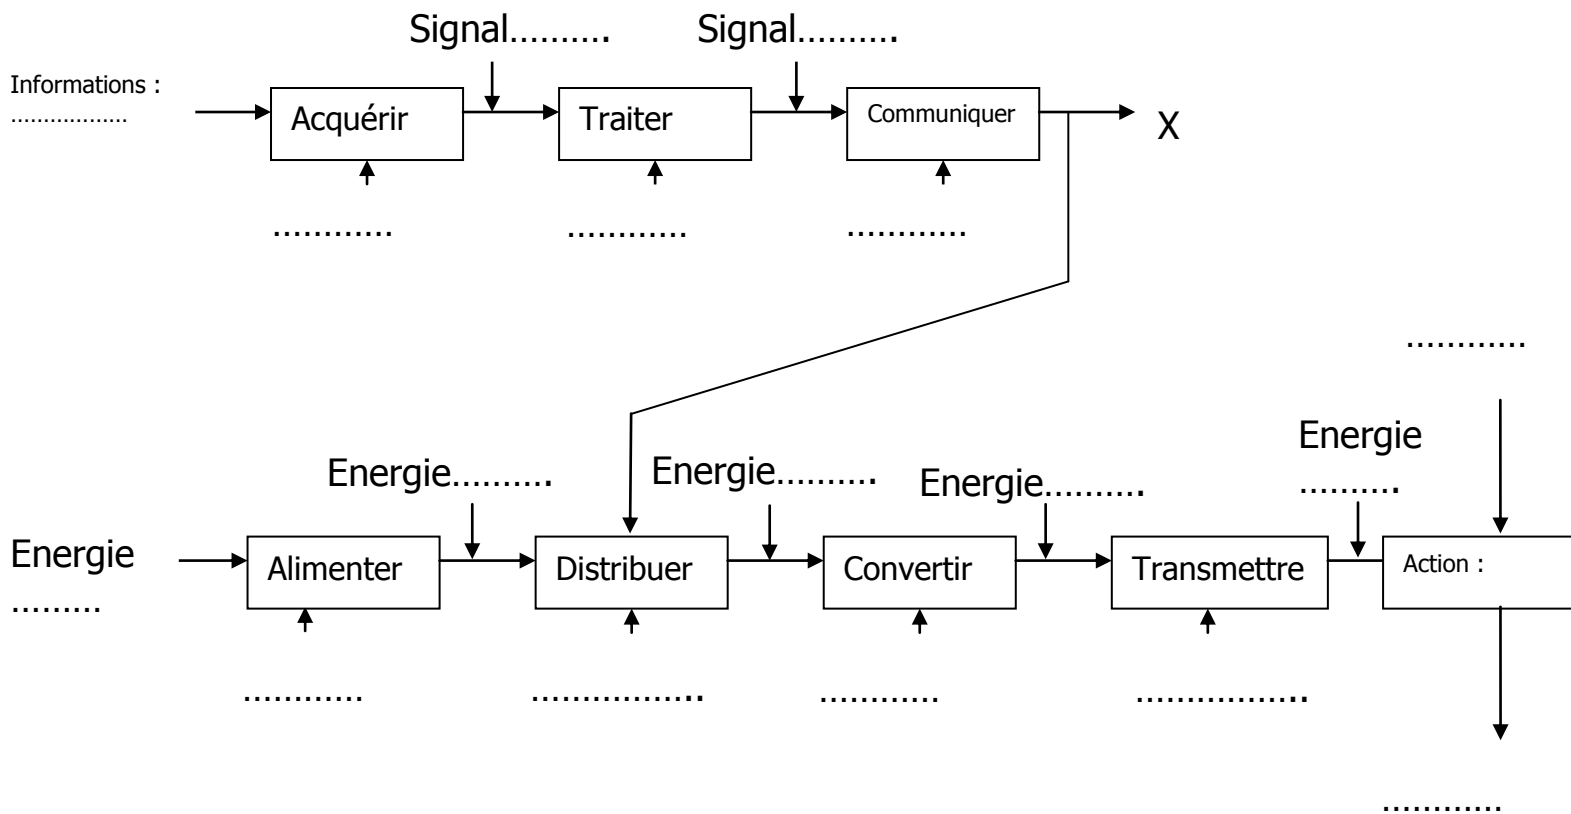 Signal.......... Signal..........
Informations :
..................
Acquérir Traiter Communiquer X
............ ............ ............
............
Energie
Energie.......... Energie.......... Energie.......... ..........
Energie Alimenter Distribuer Convertir Transmettre Action :
.........
............ ................. ............ .................
............